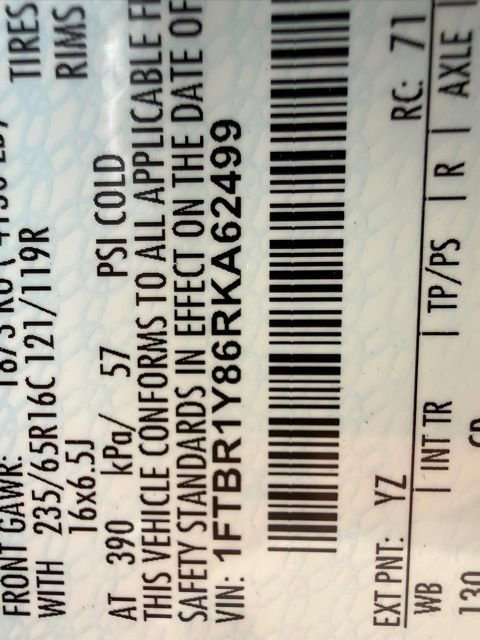 FRONT GAWR: TIRES
WITH 235/65R16C 121/119R RIMS
16x6.5J
AT 390 kPa/ 57 PSI COLD
THIS VEHICLE CONFORMS TO ALL APPLICABLE
SAFETY STANDARDS IN EFFECT ON THE DATE OF
VIN: 1FTBR1Y86RKA62499
EXT PNT: YZ RC: 71
WB | INT TR | TP/PS | R | AXLE
130